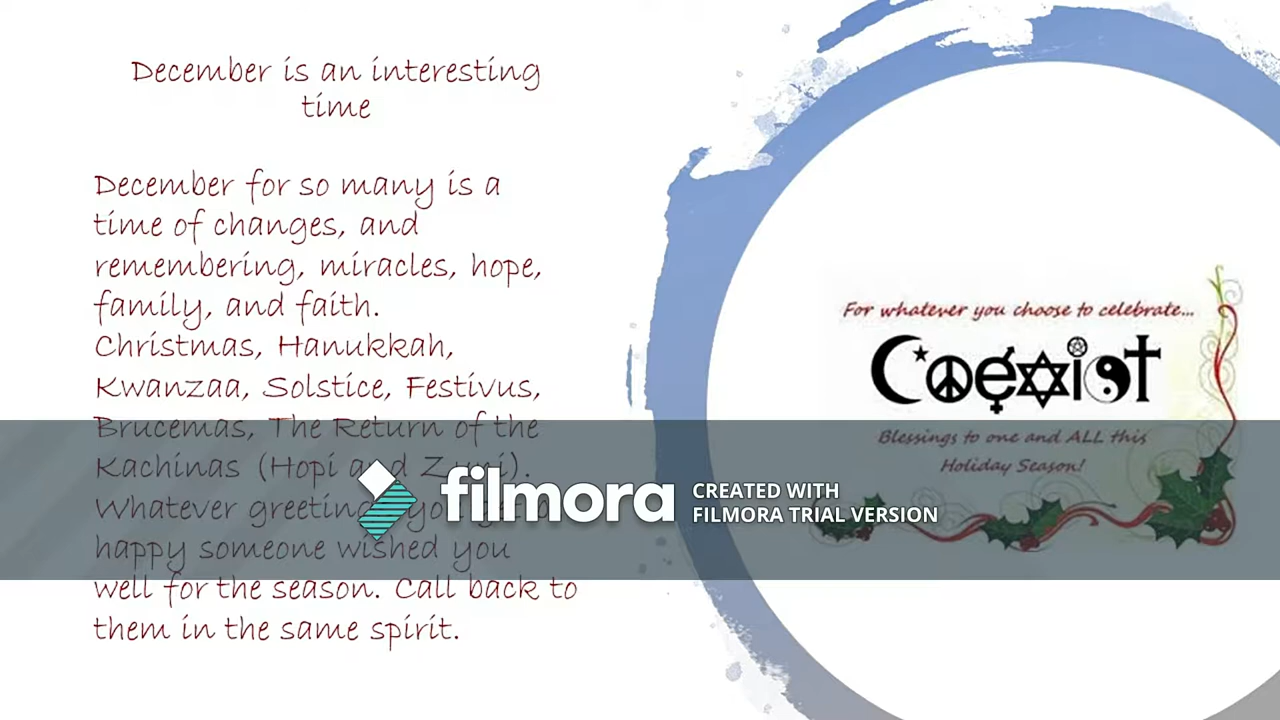 December is an interesting
time
December for so many is a
time of changes, and
remembering, miracles, hope,
family, and faith.
Christmas, Hanukkah,
Kwanzaa, Solstice, Festivus,
Brucemas, The Return of the
Kachinas (Hopi and
Whatever greeting
happy someone wished you
well for the season. Call back to
them in the same spirit.
For whatever you choose to celebrate...
Coexist
Blessings to one and ALL this
Holiday Season!
filmora
CREATED WITH
FILMORA TRIAL VERSION